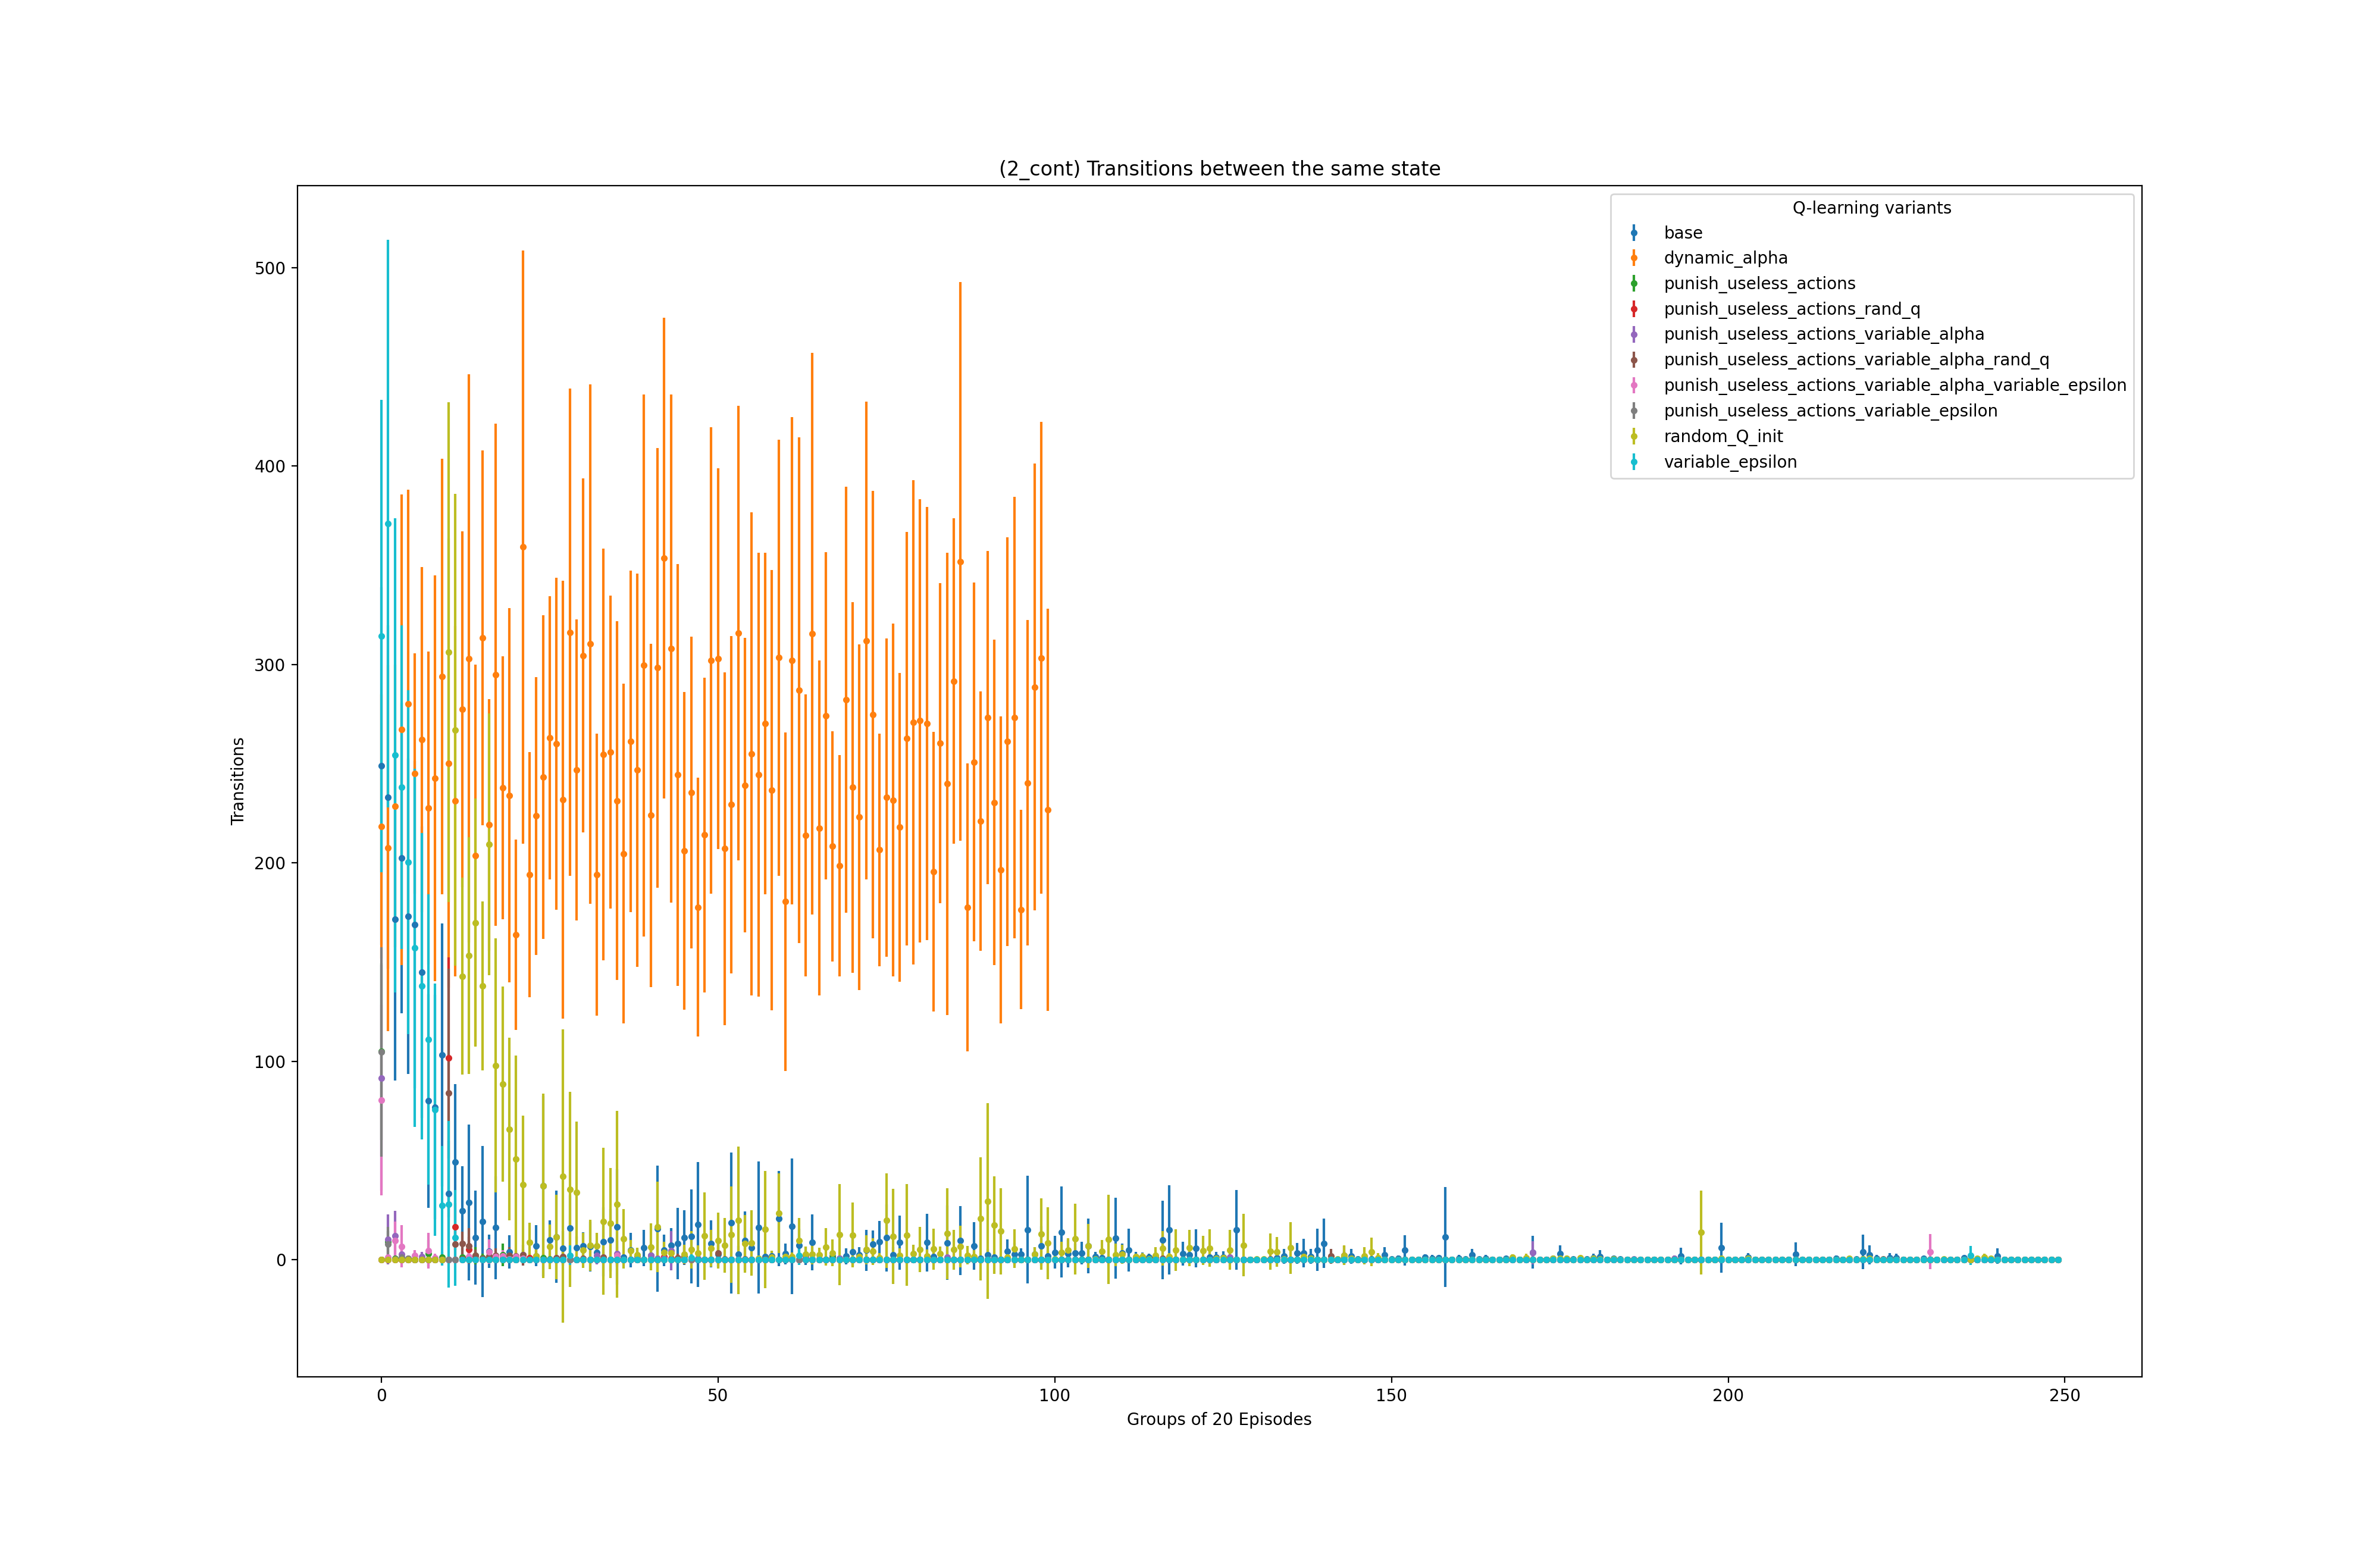 (2_cont) Transitions between the same state
Q-learning variants
base
dynamic_alpha
punish_useless_actions
punish_useless_actions_rand_q
punish_useless_actions_variable_alpha
punish_useless_actions_variable_alpha_rand_q
punish_useless_actions_variable_alpha_variable_epsilon
punish_useless_actions_variable_epsilon
random_Q_init
variable_epsilon
500
400
300
200
100
0
Transitions
0 50 100 150 200 250
Groups of 20 Episodes